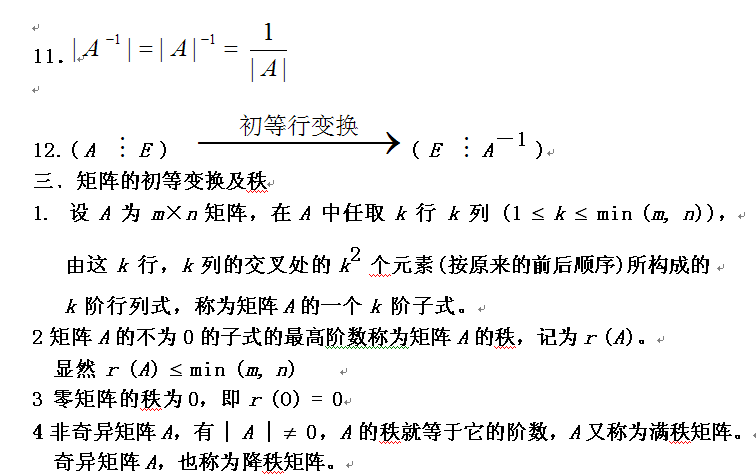 11. |A⁻¹| = |A|⁻¹ = 1/|A|
初等行变换
12. (A ⋮ E) ⟶ (E ⋮ A⁻¹)
三．矩阵的初等变换及秩
1. 设 A 为 m×n 矩阵，在 A 中任取 k 行 k 列 (1 ≤ k ≤ min (m, n))，
由这 k 行，k 列的交叉处的 k² 个元素(按原来的前后顺序)所构成的
k 阶行列式，称为矩阵 A 的一个 k 阶子式。
2 矩阵 A 的不为 0 的子式的最高阶数称为矩阵 A 的秩，记为 r (A)。
显然 r (A) ≤ min (m, n)
3 零矩阵的秩为0，即 r (O) = 0
4 非奇异矩阵 A，有 | A | ≠ 0，A 的秩就等于它的阶数，A 又称为满秩矩阵。
奇异矩阵 A，也称为降秩矩阵。